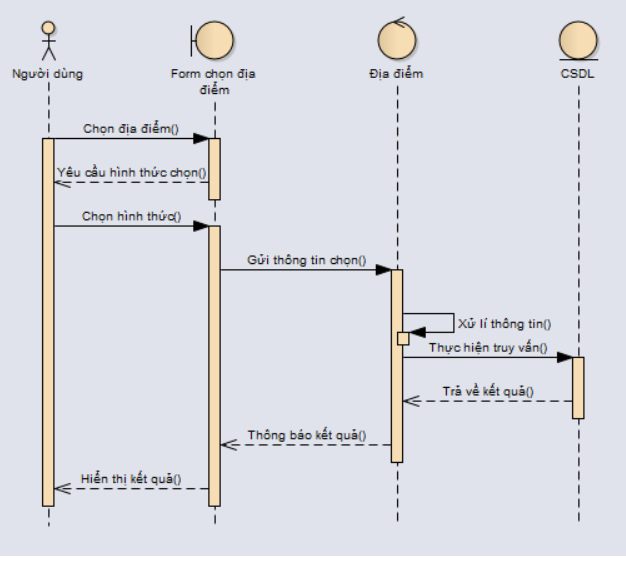 Người dùng
Form chọn địa
điểm
Địa điểm
CSDL
Chọn địa điểm()
Yêu cầu hình thức chọn()
Chọn hình thức()
Gửi thông tin chọn()
Xử lí thông tin()
Thực hiện truy vấn()
Trả về kết quả()
Thông báo kết quả()
Hiển thị kết quả()